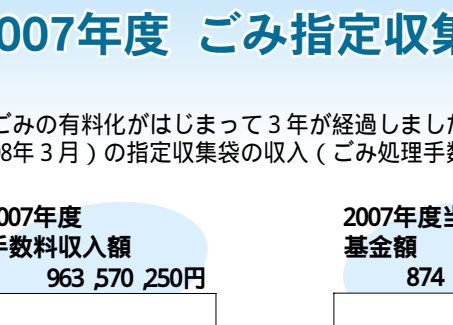 007年度 ごみ指定収集
ごみの有料化がはじまって3年が経過しました
08年3月)の指定収集袋の収入(ごみ処理手数
007年度
手数料収入額
963,570,250円
2007年度当
基金額
874